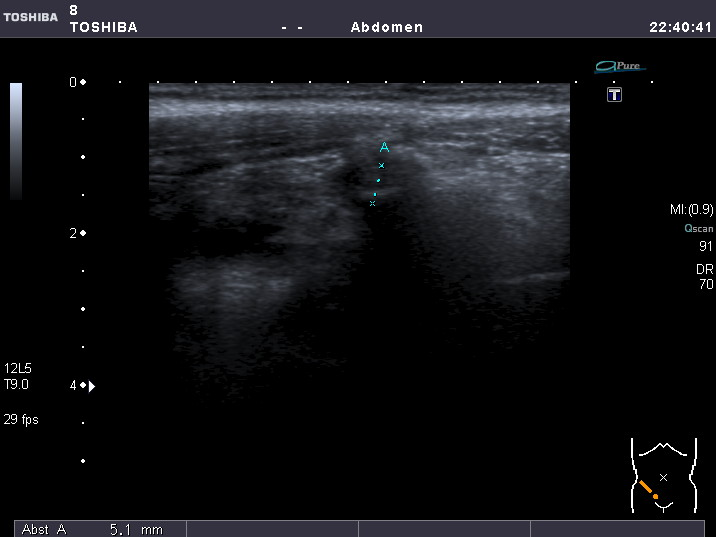 TOSHIBA
8
TOSHIBA - - Abdomen 22:40:41
Pure
T
0
A
MI:(0.9)
Qscan
91
DR
70
2
12L5
T9.0
4
29 fps
Abst A 5.1 mm